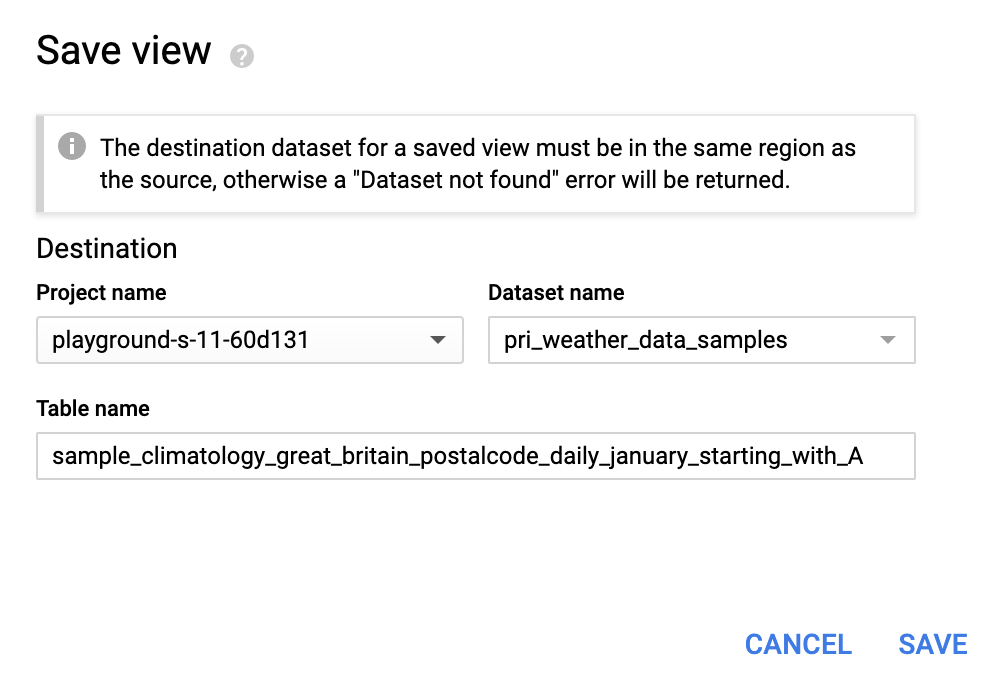 Save view ?
The destination dataset for a saved view must be in the same region as
the source, otherwise a "Dataset not found" error will be returned.
Destination
Project name
Dataset name
playground-s-11-60d131
pri_weather_data_samples
Table name
sample_climatology_great_britain_postalcode_daily_january_starting_with_A
CANCEL
SAVE